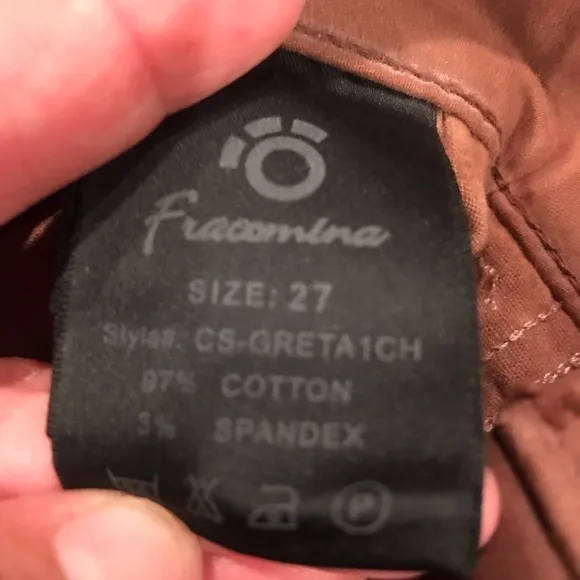 Fracomina
SIZE: 27
Style#: CS-GRETA1CH
97% COTTON
3% SPANDEX
P